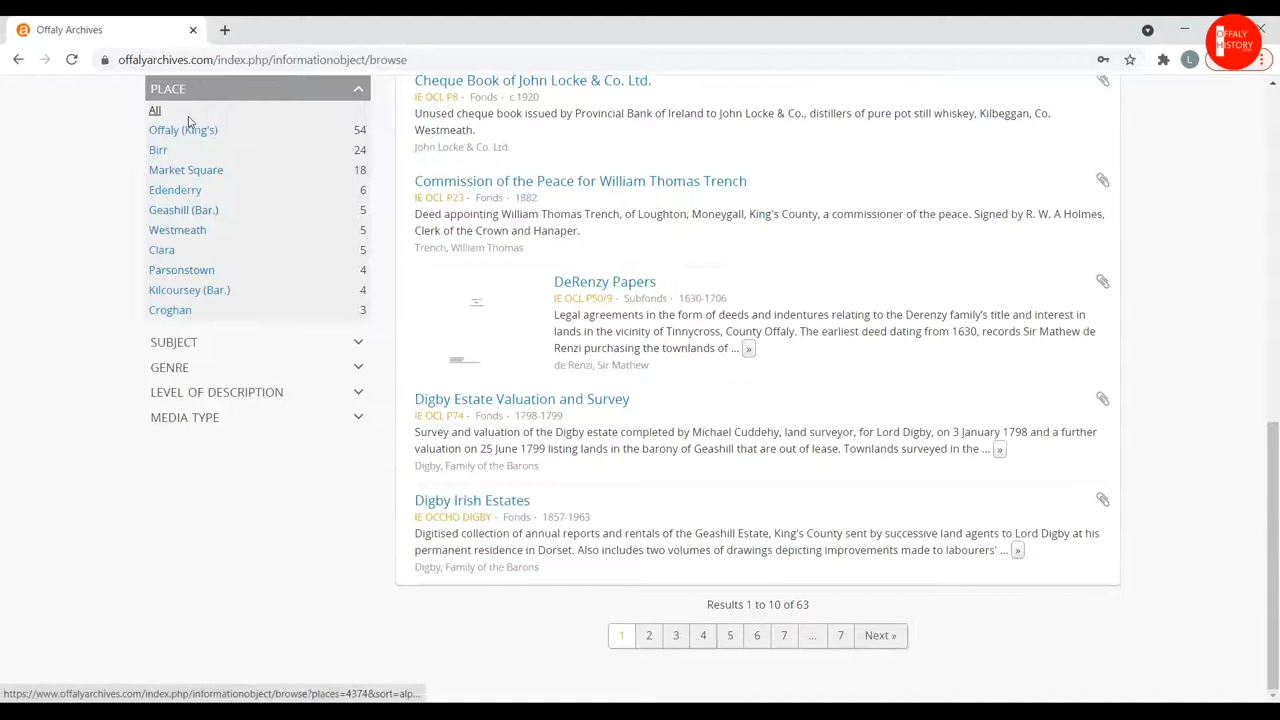 Offaly Archives
OFFALY
HISTORY
offalyarchives.com/index.php/informationobject/browse
L
PLACE
All
Offaly (King's) 54
Birr 24
Market Square 18
Edenderry 6
Geashill (Bar.) 5
Westmeath 5
Clara 5
Parsonstown 4
Kilcoursey (Bar.) 4
Croghan 3
SUBJECT
GENRE
LEVEL OF DESCRIPTION
MEDIA TYPE
Cheque Book of John Locke & Co. Ltd.
IE OCL P8 · Fonds · c.1920
Unused cheque book issued by Provincial Bank of Ireland to John Locke & Co., distillers of pure pot still whiskey, Kilbeggan, Co.
Westmeath.
John Locke & Co. Ltd.
Commission of the Peace for William Thomas Trench
IE OCL P23 · Fonds · 1882
Deed appointing William Thomas Trench, of Loughton, Moneygall, King's County, a commissioner of the peace. Signed by R. W. A Holmes,
Clerk of the Crown and Hanaper.
Trench, William Thomas
DeRenzy Papers
IE OCL P50/9 · Subfonds · 1630-1706
Legal agreements in the form of deeds and indentures relating to the Derenzy family's title and interest in
lands in the vicinity of Tinnycross, County Offaly. The earliest deed dating from 1630, records Sir Mathew de
Renzi purchasing the townlands of ... »
de Renzi, Sir Mathew
Digby Estate Valuation and Survey
IE OCL P74 · Fonds · 1798-1799
Survey and valuation of the Digby estate completed by Michael Cuddehy, land surveyor, for Lord Digby, on 3 January 1798 and a further
valuation on 25 June 1799 listing lands in the barony of Geashill that are out of lease. Townlands surveyed in the ... »
Digby, Family of the Barons
Digby Irish Estates
IE OCCHO DIGBY · Fonds · 1857-1963
Digitised collection of annual reports and rentals of the Geashill Estate, King's County sent by successive land agents to Lord Digby at his
permanent residence in Dorset. Also includes two volumes of drawings depicting improvements made to labourers' ... »
Digby, Family of the Barons
Results 1 to 10 of 63
1 2 3 4 5 6 7 ... 7 Next »
https://www.offalyarchives.com/index.php/informationobject/browse?places=4374&sort=alp...